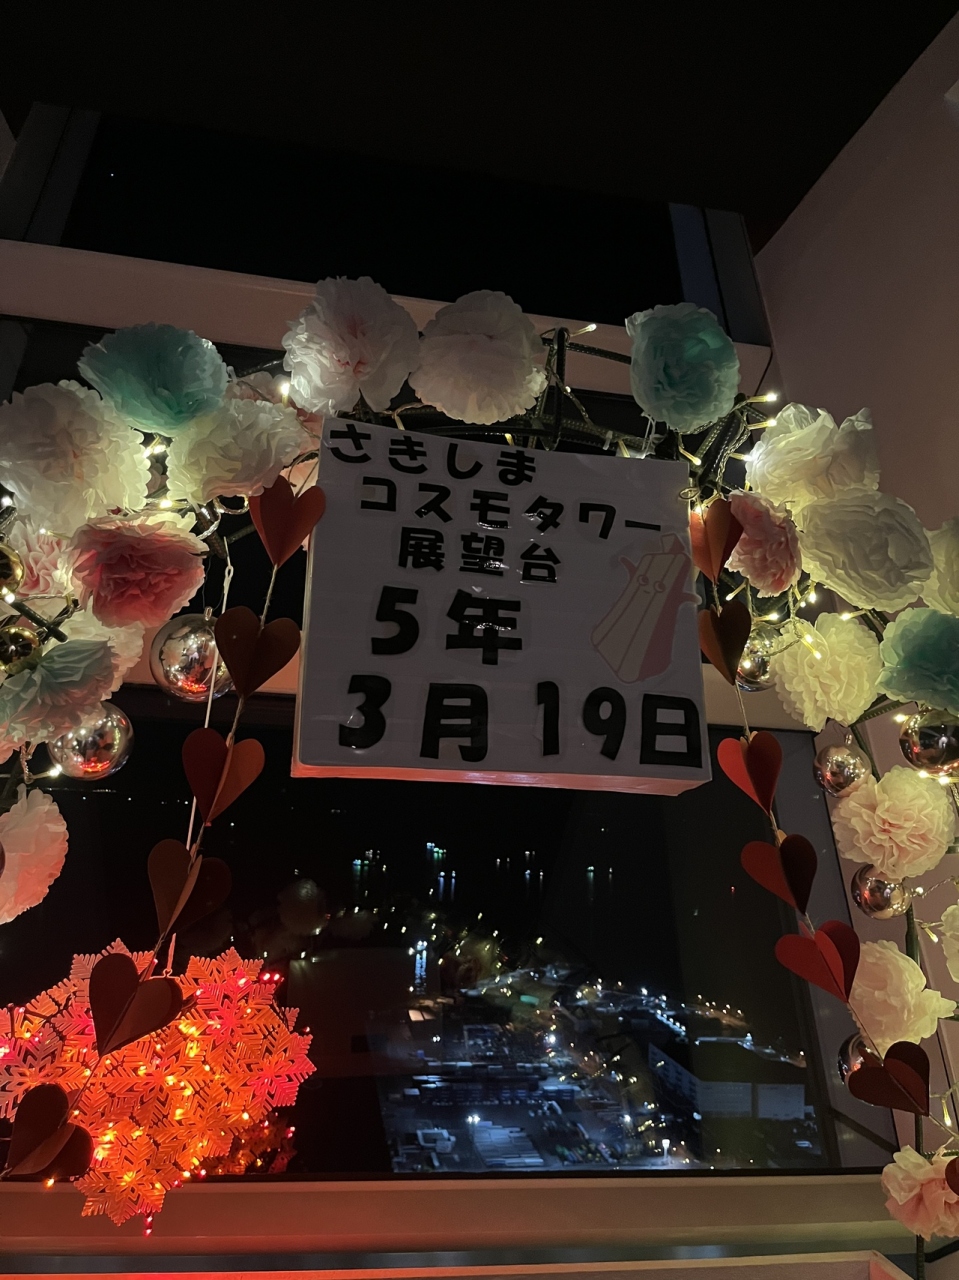 さきしま
コスモタワー
展望台
5年
3月19日